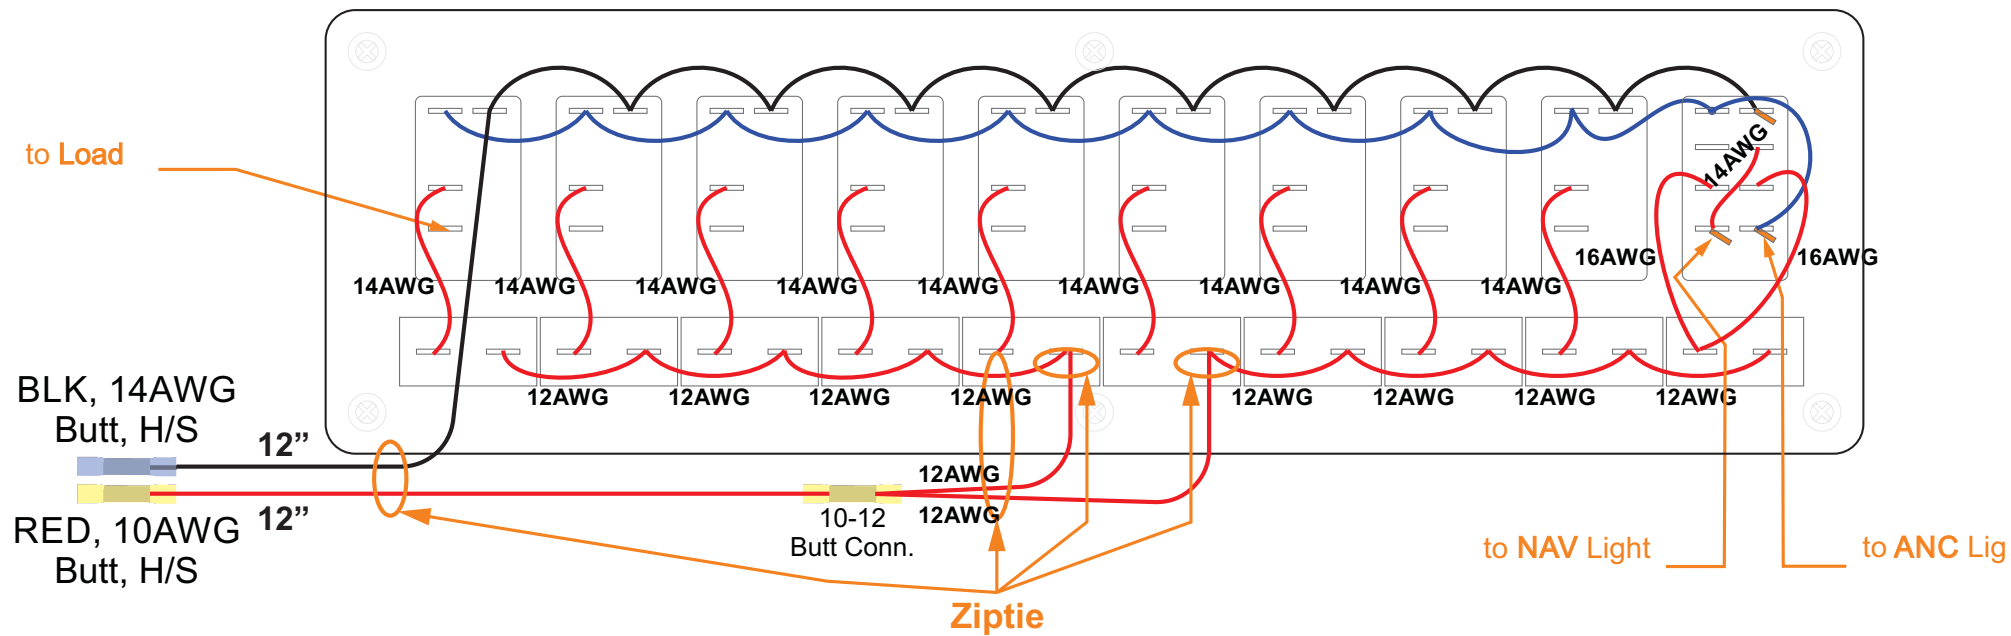 to Load
14AWG
14AWG 14AWG 14AWG 14AWG 14AWG 14AWG 14AWG 14AWG 14AWG
16AWG
16AWG
12AWG 12AWG 12AWG 12AWG 12AWG 12AWG 12AWG 12AWG
BLK, 14AWG
Butt, H/S
12”
RED, 10AWG
Butt, H/S
12”
12AWG
12AWG
10-12
Butt Conn.
Ziptie
to NAV Light
to ANC Lig